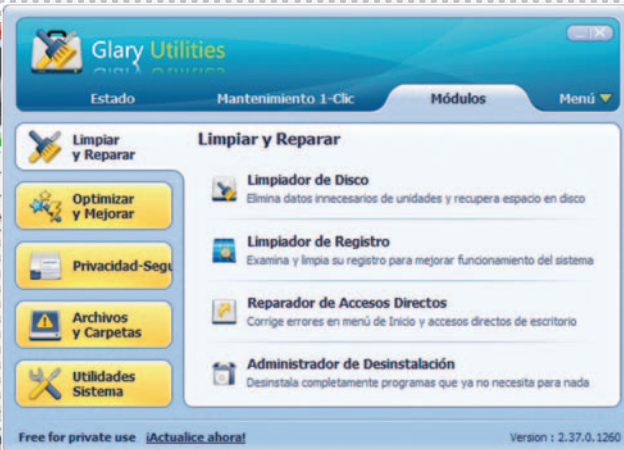 Glary Utilities
Estado
Mantenimiento 1-Clic
Módulos
Menú
Limpiar
y Reparar
Optimizar
y Mejorar
Privacidad-Segu
Archivos
y Carpetas
Utilidades
Sistema
Limpiar y Reparar
Limpiador de Disco
Elimina datos innecesarios de unidades y recupera espacio en disco
Limpiador de Registro
Examina y limpia su registro para mejorar funcionamiento del sistema
Reparador de Accesos Directos
Corrige errores en menú de Inicio y accesos directos de escritorio
Administrador de Desinstalación
Desinstala completamente programas que ya no necesita para nada
Free for private use ¡Actualice ahora!
Version : 2.37.0.1260